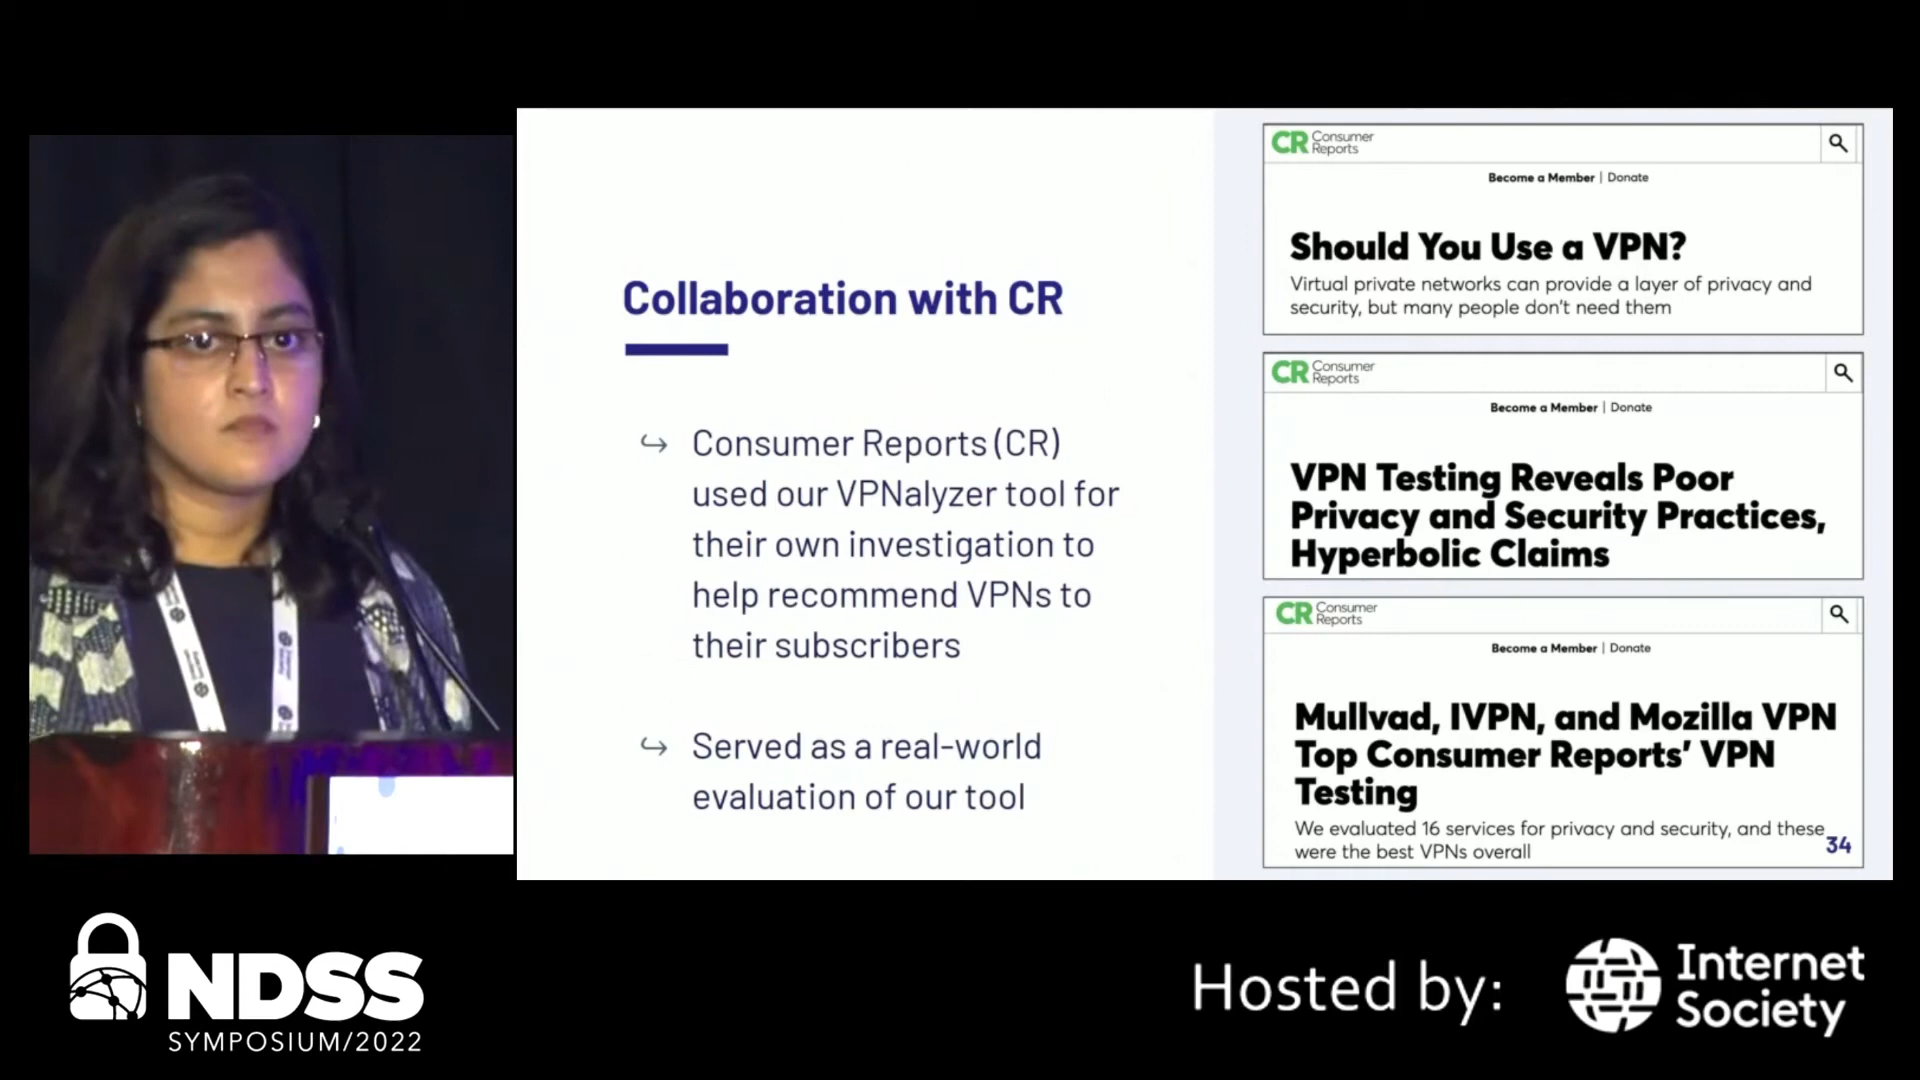 Collaboration with CR
↪ Consumer Reports (CR)
used our VPNalyzer tool for
their own investigation to
help recommend VPNs to
their subscribers
↪ Served as a real-world
evaluation of our tool
CR Consumer
Reports
Become a Member | Donate
Should You Use a VPN?
Virtual private networks can provide a layer of privacy and
security, but many people don't need them
CR Consumer
Reports
Become a Member | Donate
VPN Testing Reveals Poor
Privacy and Security Practices,
Hyperbolic Claims
CR Consumer
Reports
Become a Member | Donate
Mullvad, IVPN, and Mozilla VPN
Top Consumer Reports' VPN
Testing
We evaluated 16 services for privacy and security, and these
were the best VPNs overall
34
NDSS
SYMPOSIUM/2022
Hosted by:
Internet
Society